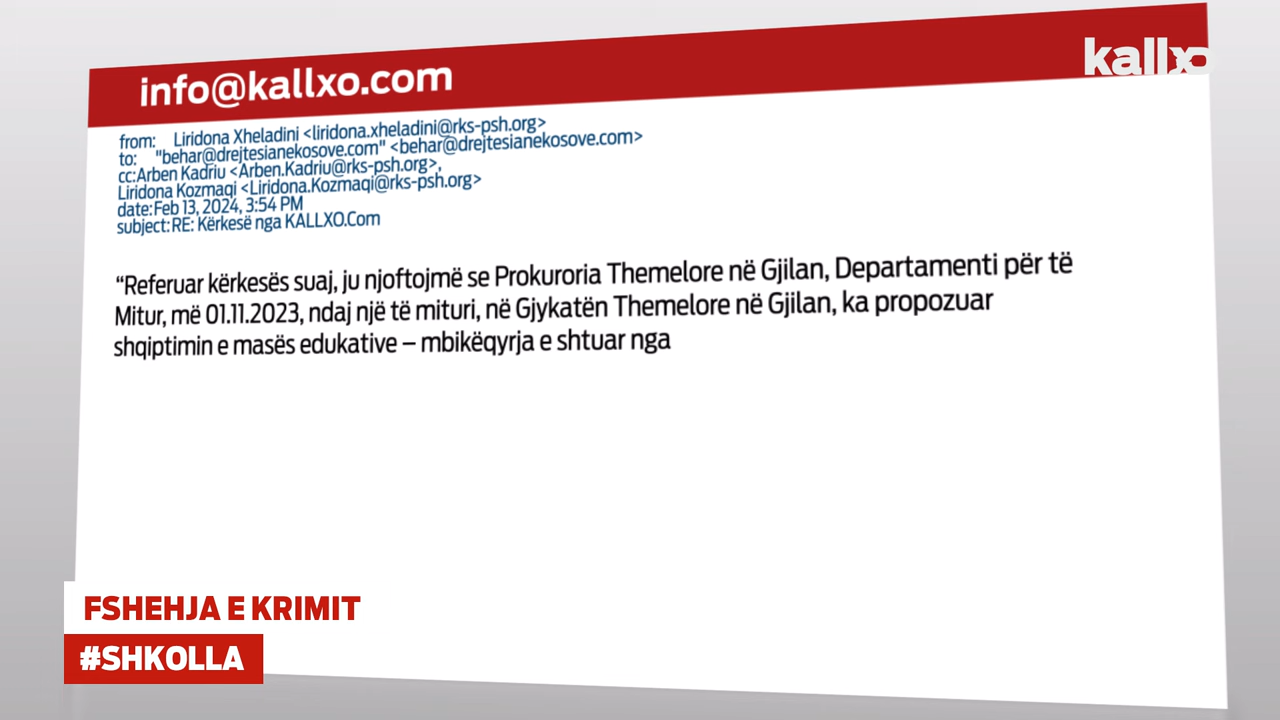 info@kallxo.com
kallxo
from: Liridona Xheladini <liridona.xheladini@rks-psh.org>
to: "behar@drejtesianekosove.com" <behar@drejtesianekosove.com>
cc:Arben Kadriu <Arben.Kadriu@rks-psh.org>,
Liridona Kozmaqi <Liridona.Kozmaqi@rks-psh.org>
date:Feb 13, 2024, 3:54 PM
subject:RE: Kërkesë nga KALLXO.Com
“Referuar kërkesës suaj, ju njoftojmë se Prokuroria Themelore në Gjilan, Departamenti për të
Mitur, më 01.11.2023, ndaj një të mituri, në Gjykatën Themelore në Gjilan, ka propozuar
shqiptimin e masës edukative – mbikëqyrja e shtuar nga
FSHEHJA E KRIMIT
#SHKOLLA